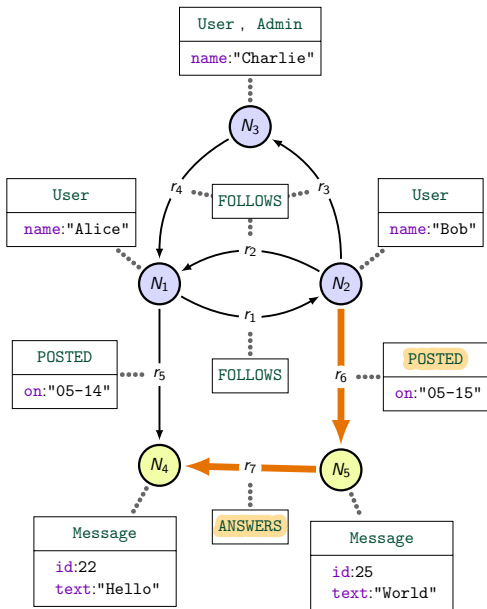 User , Admin
name:"Charlie"
N3
r4
FOLLOWS
r3
User
name:"Alice"
User
name:"Bob"
r2
N1
N2
r1
POSTED
on:"05-14"
r5
FOLLOWS
r6
POSTED
on:"05-15"
N4
r7
N5
ANSWERS
Message
id:22
text:"Hello"
Message
id:25
text:"World"